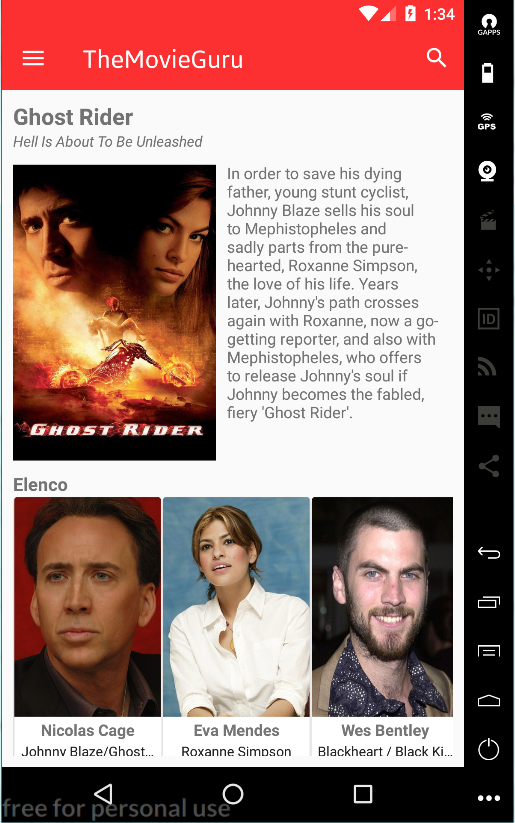 1:34
GAPPS
TheMovieGuru
GPS
Ghost Rider
Hell Is About To Be Unleashed
In order to save his dying
father, young stunt cyclist,
Johnny Blaze sells his soul
to Mephistopheles and
sadly parts from the pure-
hearted, Roxanne Simpson,
the love of his life. Years
later, Johnny's path crosses
again with Roxanne, now a go-
getting reporter, and also with
Mephistopheles, who offers
to release Johnny's soul if
Johnny becomes the fabled,
fiery 'Ghost Rider'.
GHOST RIDER
ID
Elenco
Nicolas Cage
Johnny Blaze/Ghost...
Eva Mendes
Roxanne Simpson
Wes Bentley
Blackheart / Black Ki...
free for personal use